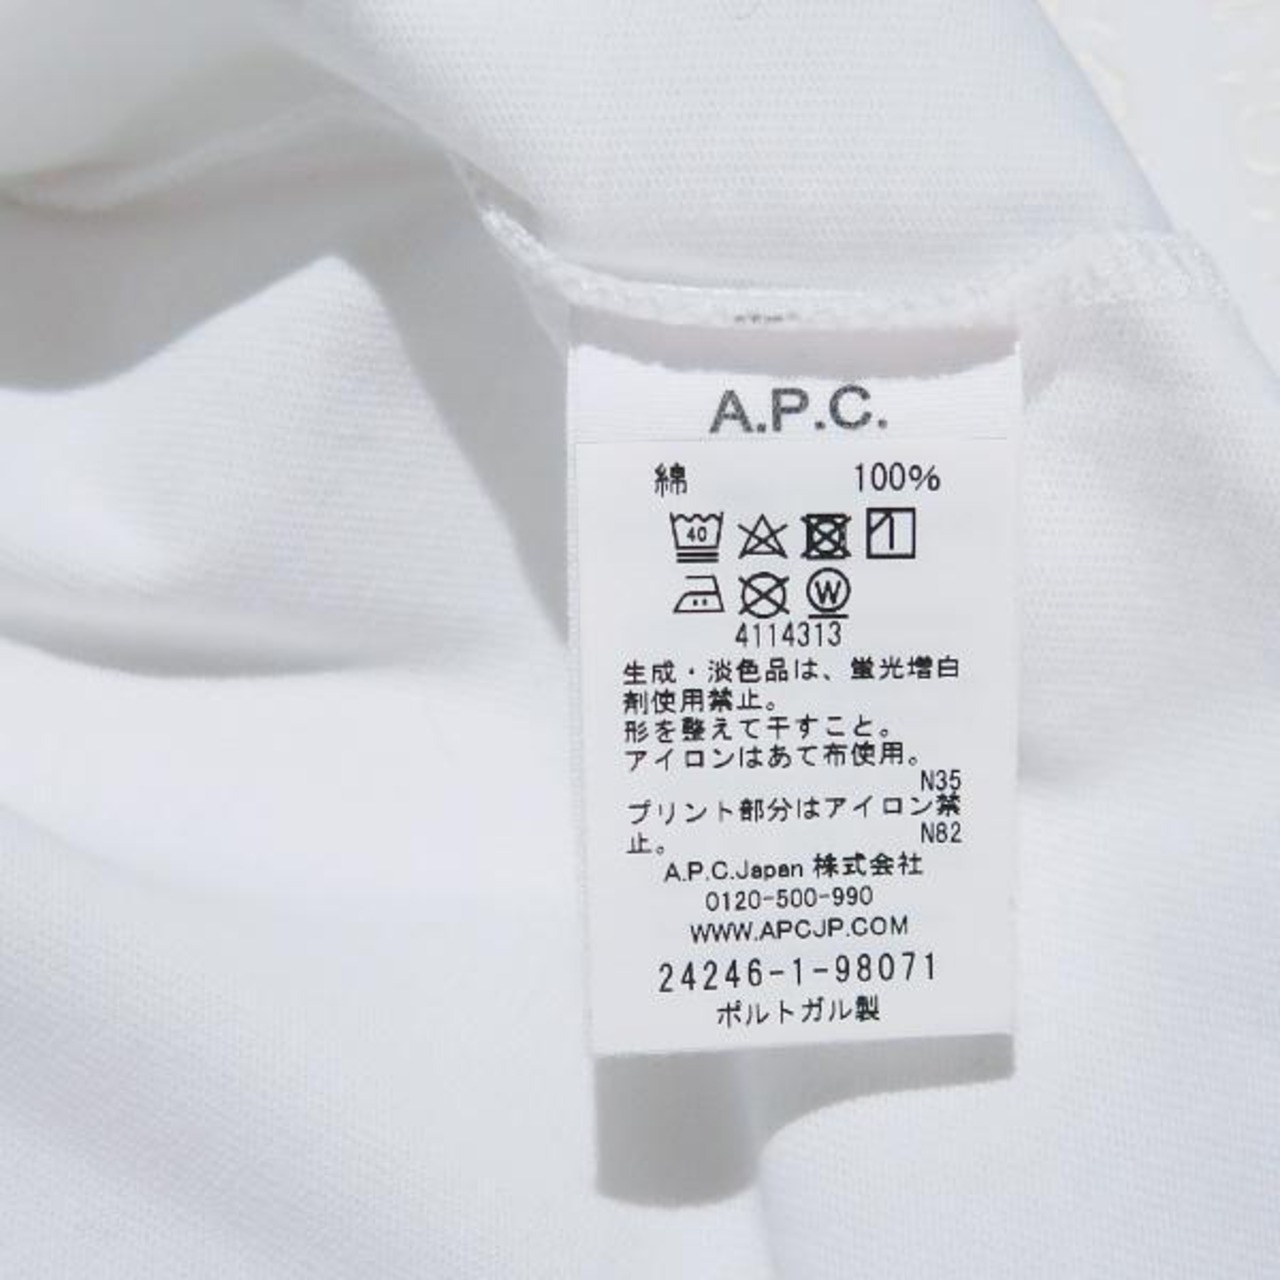 A.P.C.
綿 100%
40
W
4114313
生成・淡色品は、蛍光増白
剤使用禁止。
形を整えて干すこと。
アイロンはあて布使用。
N35
プリント部分はアイロン禁
止。 N82
A.P.C.Japan 株式会社
0120-500-990
WWW.APCJP.COM
24246-1-98071
ポルトガル製